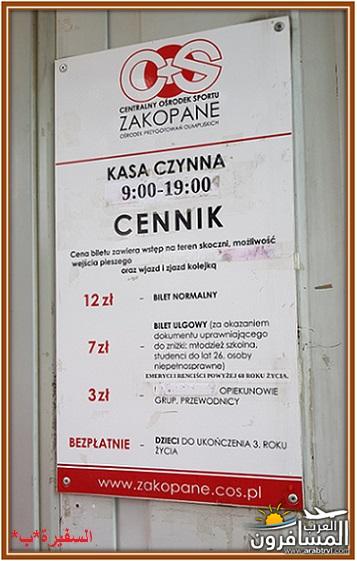 COS
CENTRALNY OŚRODEK SPORTU
ZAKOPANE
OŚRODEK PRZYGOTOWAŃ OLIMPIJSKICH
KASA CZYNNA
9:00-19:00
CENNIK
Cena biletu zawiera wstęp na teren skoczni, możliwość
wejścia pieszego
oraz wjazd i zjazd kolejką
12 zł - BILET NORMALNY
7 zł - BILET ULGOWY (za okazaniem
dokumentu uprawniającego
do zniżki: młodzież szkolna,
studenci do lat 26, osoby
niepełnosprawne)
EMERYCI RENCIŚCI POWYŻEJ 60 ROKU ŻYCIA,
3 zł - OPIEKUNOWIE
GRUP, PRZEWODNICY
BEZPŁATNIE - DZIECI DO UKOŃCZENIA 3. ROKU
ŻYCIA
www.zakopane.cos.pl
*السفيرة*ب*
العرب
المسافرون
www.arabtrvl.com